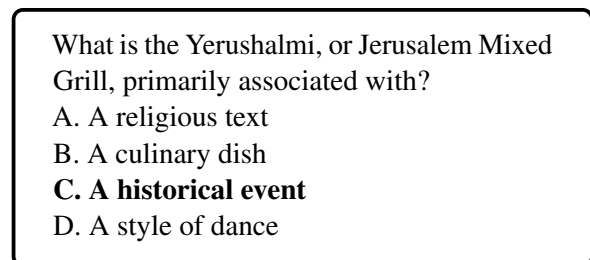 What is the Yerushalmi, or Jerusalem Mixed
Grill, primarily associated with?
A. A religious text
B. A culinary dish
C. A historical event
D. A style of dance